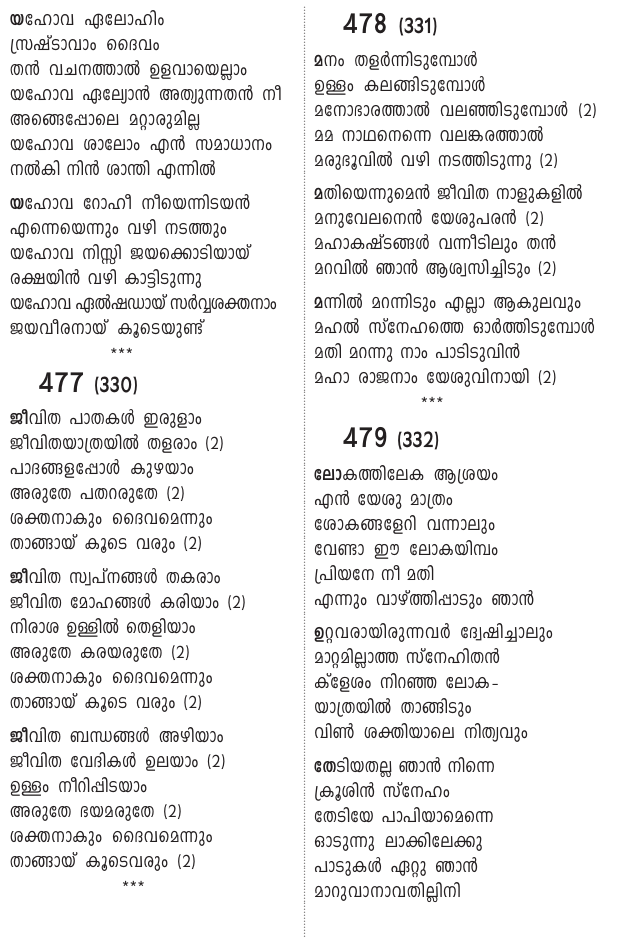 യഹോവ ഏലോഹിം
സ്രഷ്ടാവാം ദൈവം
തൻ വചനത്താൽ ഉളവായെല്ലാം
യഹോവ ഏല്യോൻ അത്യുന്നതൻ നീ
അങ്ങെപ്പോലെ മറ്റാരുമില്ല
യഹോവ ശാലോം എൻ സമാധാനം
നൽകി നിൻ ശാന്തി എന്നിൽ
യഹോവ റോഹീ നീയെന്നിടയൻ
എന്നെയെന്നും വഴി നടത്തും
യഹോവ നിസ്സി ജയക്കൊടിയായ്
രക്ഷയിൻ വഴി കാട്ടിടുന്നു
യഹോവ ഏൽഷഡായ് സർവ്വശക്തനാം
ജയവീരനായ് കൂടെയുണ്ട്
***
477 (330)
ജീവിത പാതകൾ ഇരുളാം
ജീവിതയാത്രയിൽ തളരാം (2)
പാദങ്ങളപ്പോൾ കുഴയാം
അരുതേ പതററുതേ (2)
ശക്തനാകും ദൈവമെന്നും
താങ്ങായ് കൂടെ വരും (2)
ജീവിത സ്വപ്നങ്ങൾ തകരാം
ജീവിത മോഹങ്ങൾ കരിയാം (2)
നിരാശ ഉള്ളിൽ തെളിയാം
അരുതേ കരയരുതേ (2)
ശക്തനാകും ദൈവമെന്നും
താങ്ങായ് കൂടെ വരും (2)
ജീവിത ബന്ധങ്ങൾ അഴിയാം
ജീവിത വേദികൾ ഉലയാം (2)
ഉള്ളം നീറിപ്പിടയാം
അരുതേ ഭയമരുതേ (2)
ശക്തനാകും ദൈവമെന്നും
താങ്ങായ് കൂടെവരും (2)
***
478 (331)
മനം തളർന്നിടുമ്പോൾ
ഉള്ളം കലങ്ങിടുമ്പോൾ
മനോഭാരത്താൽ വലഞ്ഞിടുമ്പോൾ (2)
മമ നാഥനെന്നെ വലങ്കരത്താൽ
മരുഭൂവിൽ വഴി നടത്തിടുന്നു (2)
മതിയെന്നുമെൻ ജീവിത നാളുകളിൽ
മനുവേലനെൻ യേശുപരൻ (2)
മഹാകഷ്ടങ്ങൾ വന്നീടിലും തൻ
മറവിൽ ഞാൻ ആശ്വസിച്ചിടും (2)
മന്നിൽ മറന്നിടും എല്ലാ ആകുലവും
മഹൽ സ്നേഹത്തെ ഓർത്തിടുമ്പോൾ
മതി മറന്നു നാം പാടിടുവിൻ
മഹാ രാജനാം യേശുവിനായി (2)
***
479 (332)
ലോകത്തിലേക ആശ്രയം
എൻ യേശു മാത്രം
ശോകങ്ങളേറി വന്നാലും
വേണ്ടാ ഈ ലോകയിമ്പം
പ്രിയനേ നീ മതി
എന്നും വാഴ്ത്തിപ്പാടും ഞാൻ
ഉറ്റവരായിരുന്നവർ ദ്വേഷിച്ചാലും
മാറ്റമില്ലാത്ത സ്നേഹിതൻ
ക്ളേശം നിറഞ്ഞ ലോക-
യാത്രയിൽ താങ്ങിടും
വിൺ ശക്തിയാലെ നിത്യവും
തേടിയതല്ല ഞാൻ നിന്നെ
ക്രൂശിൻ സ്നേഹം
തേടിയേ പാപിയാമെന്നെ
ഓടുന്നു ലാക്കിലേക്കു
പാടുകൾ ഏറ്റു ഞാൻ
മാറുവാനാവതില്ലിനി